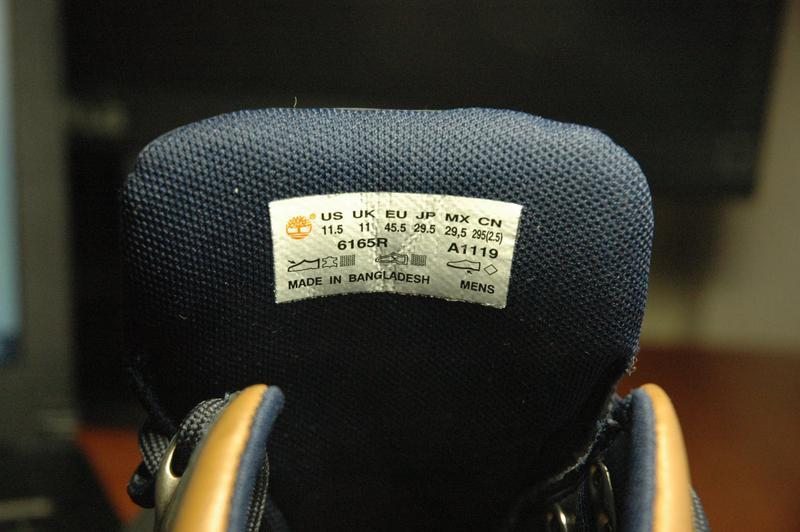 ® US UK EU JP MX CN
11.5 11 45.5 29.5 29,5 295(2.5)
6165R A1119
MADE IN BANGLADESH MENS